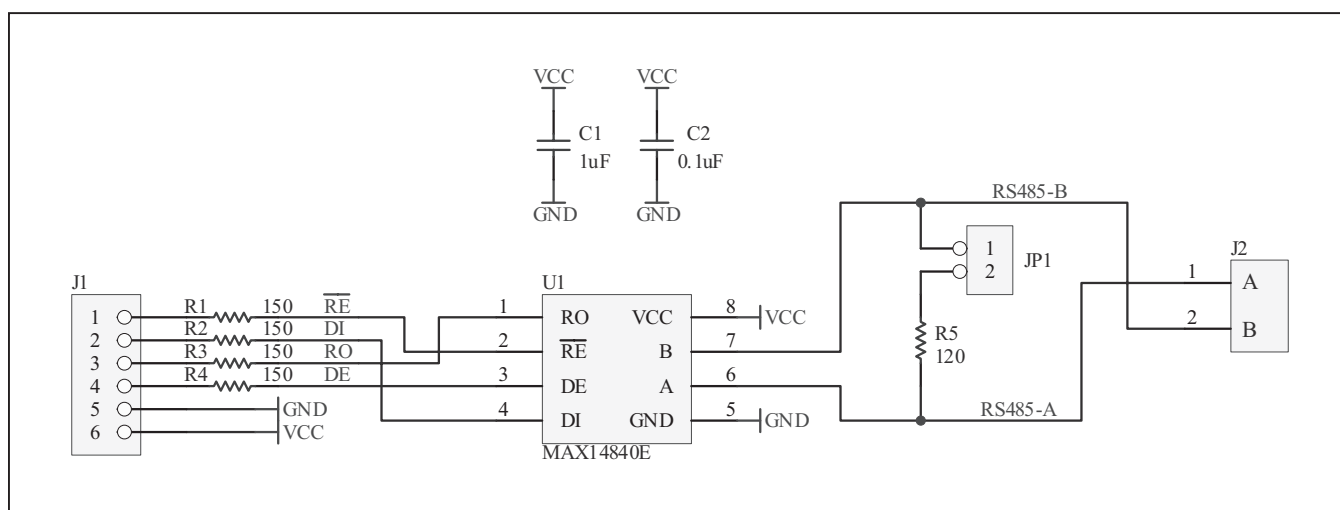 VCC VCC
C1 C2
1uF 0.1uF
GND GND
RS485-B
1
2
JP1
J2
1 A
2 B
R5
120
RS485-A
J1
1 R1 150 RE
2 R2 150 DI
3 R3 150 RO
4 R4 150 DE
5 GND
6 VCC
U1
1 RO VCC 8 VCC
2 RE B 7
3 DE A 6
4 DI GND 5 GND
MAX14840E